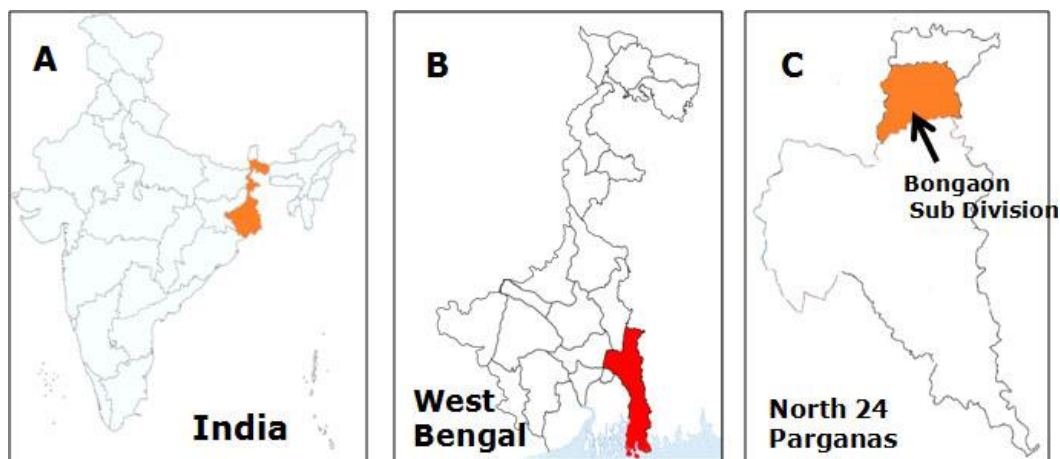 A
India
B
West
Bengal
C
Bongaon
Sub Division
North 24
Parganas